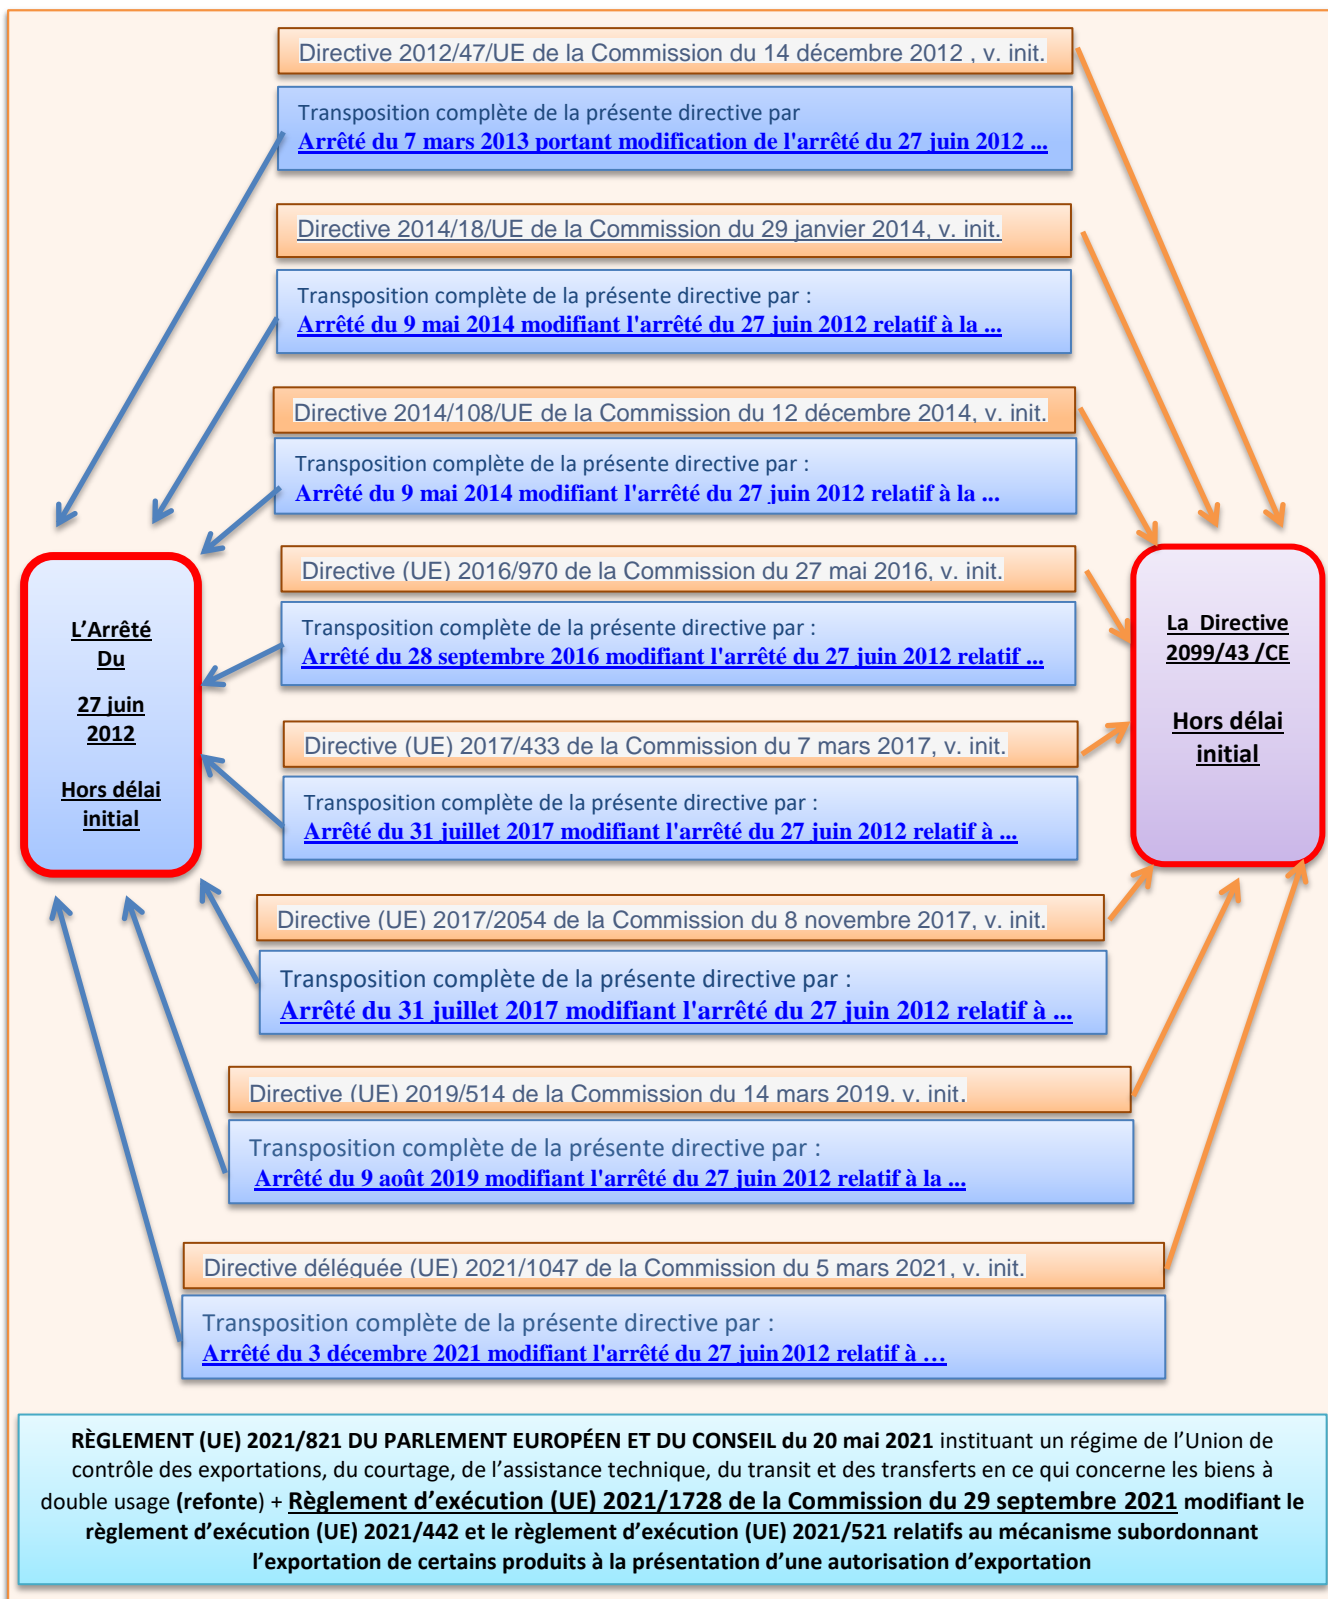 Directive 2012/47/UE de la Commission du 14 décembre 2012 , v. init.
Transposition complète de la présente directive par
Arrêté du 7 mars 2013 portant modification de l'arrêté du 27 juin 2012 ...
Directive 2014/18/UE de la Commission du 29 janvier 2014, v. init.
Transposition complète de la présente directive par :
Arrêté du 9 mai 2014 modifiant l'arrêté du 27 juin 2012 relatif à la ...
Directive 2014/108/UE de la Commission du 12 décembre 2014, v. init.
Transposition complète de la présente directive par :
Arrêté du 9 mai 2014 modifiant l'arrêté du 27 juin 2012 relatif à la ...
Directive (UE) 2016/970 de la Commission du 27 mai 2016, v. init.
Transposition complète de la présente directive par :
Arrêté du 28 septembre 2016 modifiant l'arrêté du 27 juin 2012 relatif ...
L'Arrêté
Du
27 juin
2012
Hors délai
initial
La Directive
2099/43 /CE
Hors délai
initial
Directive (UE) 2017/433 de la Commission du 7 mars 2017, v. init.
Transposition complète de la présente directive par :
Arrêté du 31 juillet 2017 modifiant l'arrêté du 27 juin 2012 relatif à ...
Directive (UE) 2017/2054 de la Commission du 8 novembre 2017, v. init.
Transposition complète de la présente directive par :
Arrêté du 31 juillet 2017 modifiant l'arrêté du 27 juin 2012 relatif à ...
Directive (UE) 2019/514 de la Commission du 14 mars 2019, v. init.
Transposition complète de la présente directive par :
Arrêté du 9 août 2019 modifiant l'arrêté du 27 juin 2012 relatif à la ...
Directive déléguée (UE) 2021/1047 de la Commission du 5 mars 2021, v. init.
Transposition complète de la présente directive par :
Arrêté du 3 décembre 2021 modifiant l'arrêté du 27 juin 2012 relatif à …
RÈGLEMENT (UE) 2021/821 DU PARLEMENT EUROPÉEN ET DU CONSEIL du 20 mai 2021 instituant un régime de l’Union de
contrôle des exportations, du courtage, de l’assistance technique, du transit et des transferts en ce qui concerne les biens à
double usage (refonte) + Règlement d’exécution (UE) 2021/1728 de la Commission du 29 septembre 2021 modifiant le
règlement d’exécution (UE) 2021/442 et le règlement d’exécution (UE) 2021/521 relatifs au mécanisme subordonnant
l’exportation de certains produits à la présentation d’une autorisation d’exportation